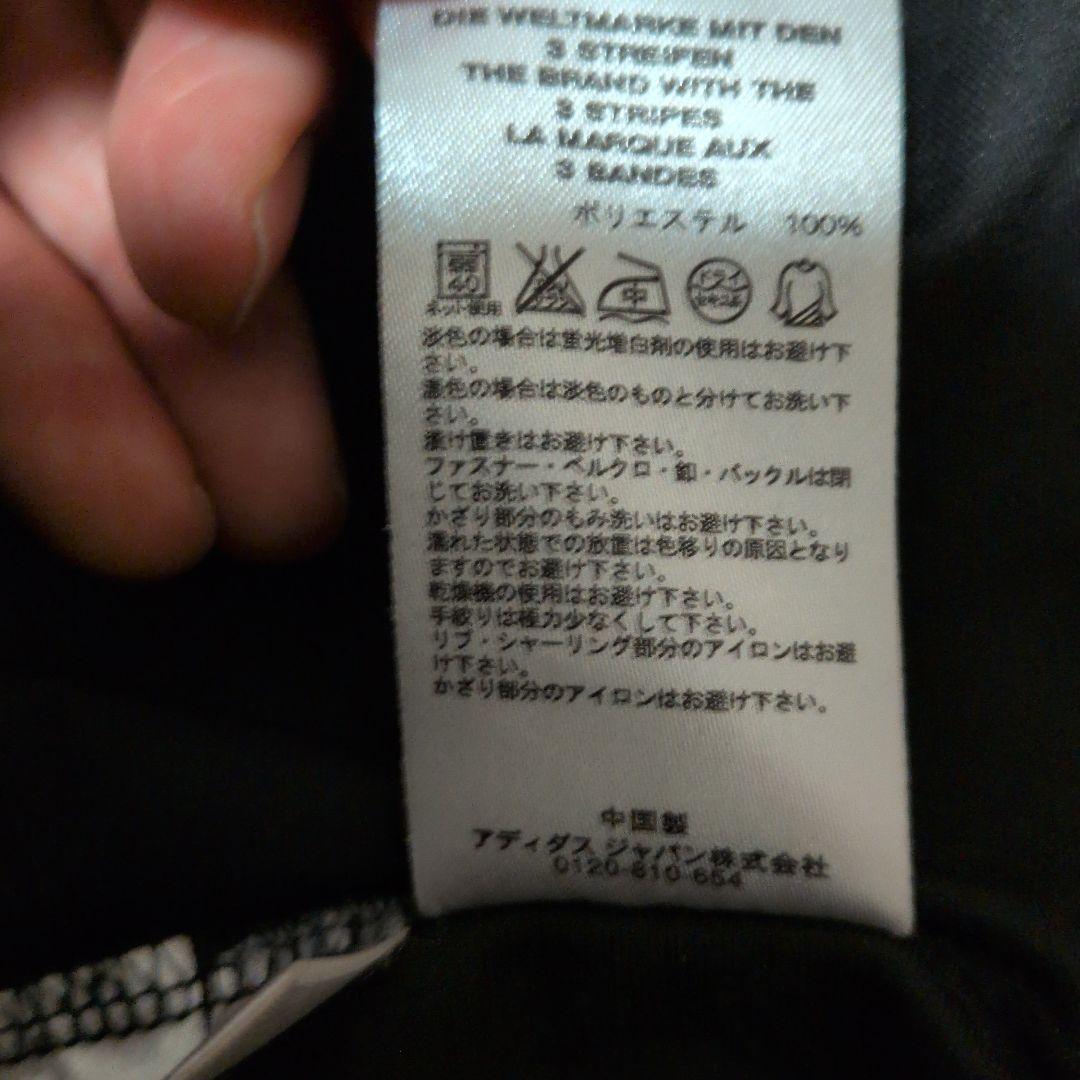 DIE WELTMARKE MIT DEN
3 STREIFEN
THE BRAND WITH THE
3 STRIPES
LA MARQUE AUX
3 BANDES
ポリエステル 100%
弱 40 中 ドライ セキユ系
ネット使用
淡色の場合は蛍光増白剤の使用はお避け下
さい。
濃色の場合は淡色のものと分けてお洗い下
さい。
漬け置きはお避け下さい。
ファスナー・ベルクロ・釦・バックルは閉
じてお洗い下さい。
かざり部分のもみ洗いはお避け下さい。
濡れた状態での放置は色移りの原因となり
ますのでお避け下さい。
乾燥機の使用はお避け下さい。
手絞りは極力少なくして下さい。
リブ・シャーリング部分のアイロンはお避
け下さい。
かざり部分のアイロンはお避け下さい。
中国製
アディダス ジャパン株式会社
0120-810-654